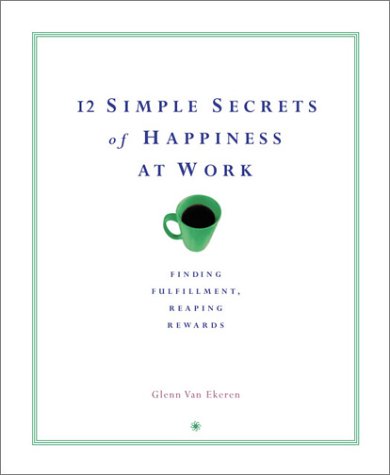 12 SIMPLE SECRETS
of HAPPINESS
AT WORK
FINDING
FULFILLMENT,
REAPING
REWARDS
Glenn Van Ekeren